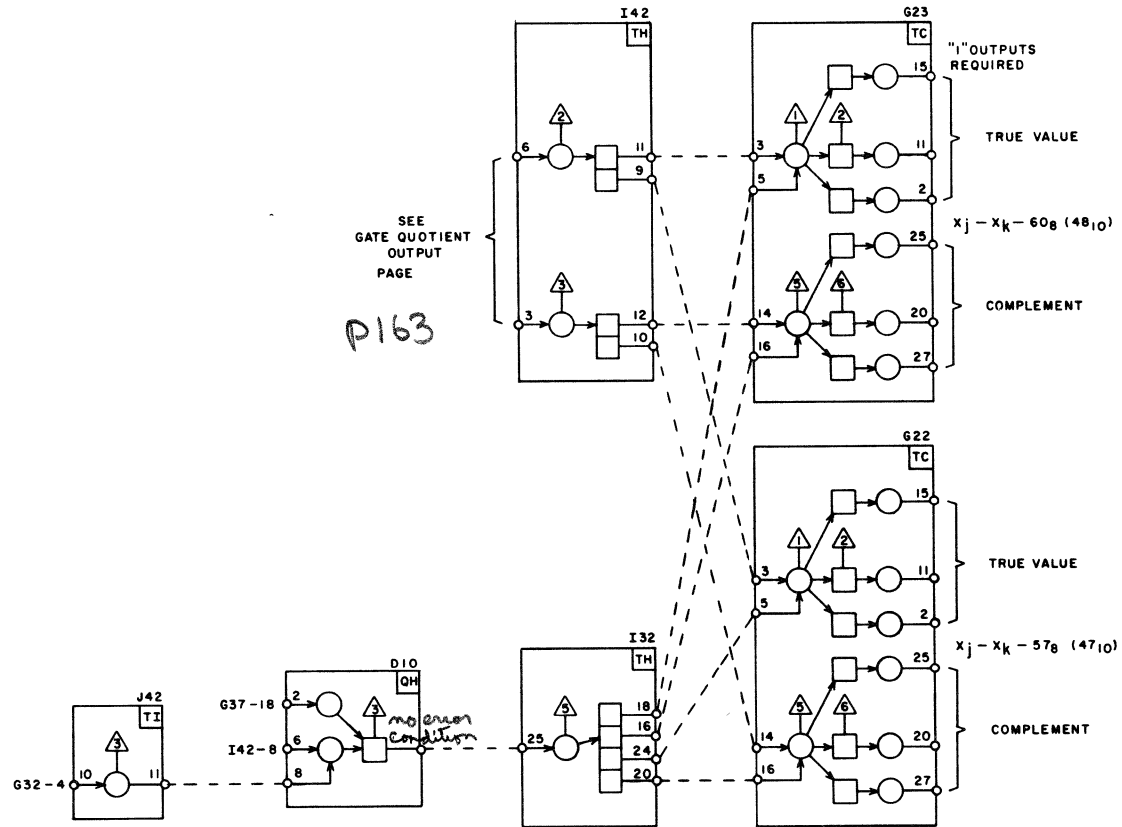 I42
TH
6
2
11
9
SEE
GATE QUOTIENT
OUTPUT
PAGE
p163
3
3
12
10
G23
TC
"1" OUTPUTS
REQUIRED
15
1
2
3
11
5
2
TRUE VALUE
Xj – Xk – 60₈ (48₁₀)
25
5
6
14
20
16
27
COMPLEMENT
G22
TC
15
1
2
3
11
5
2
TRUE VALUE
Xj – Xk – 57₈ (47₁₀)
25
5
6
14
20
16
27
COMPLEMENT
J42
TI
3
G32-4
10
11
D10
QH
G37-18
2
3
no error
condition
I42-8
6
8
I32
TH
5
25
18
16
24
20